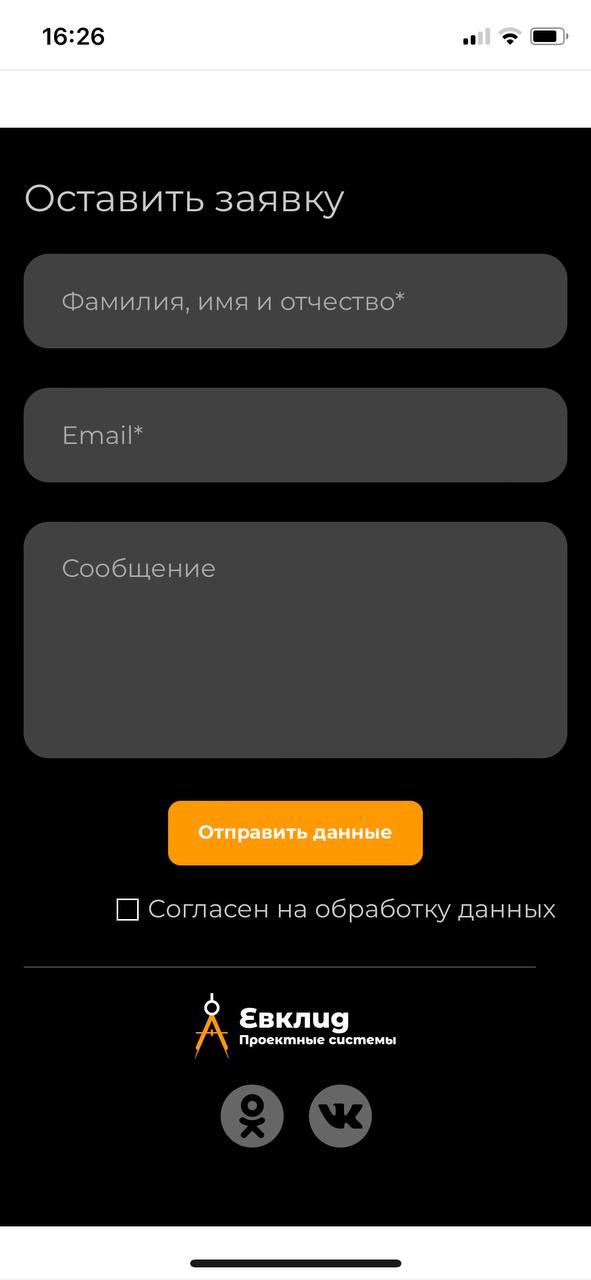 16:26
Оставить заявку
Фамилия, имя и отчество*
Email*
Сообщение
Отправить данные
Согласен на обработку данных
Евклид
Проектные системы